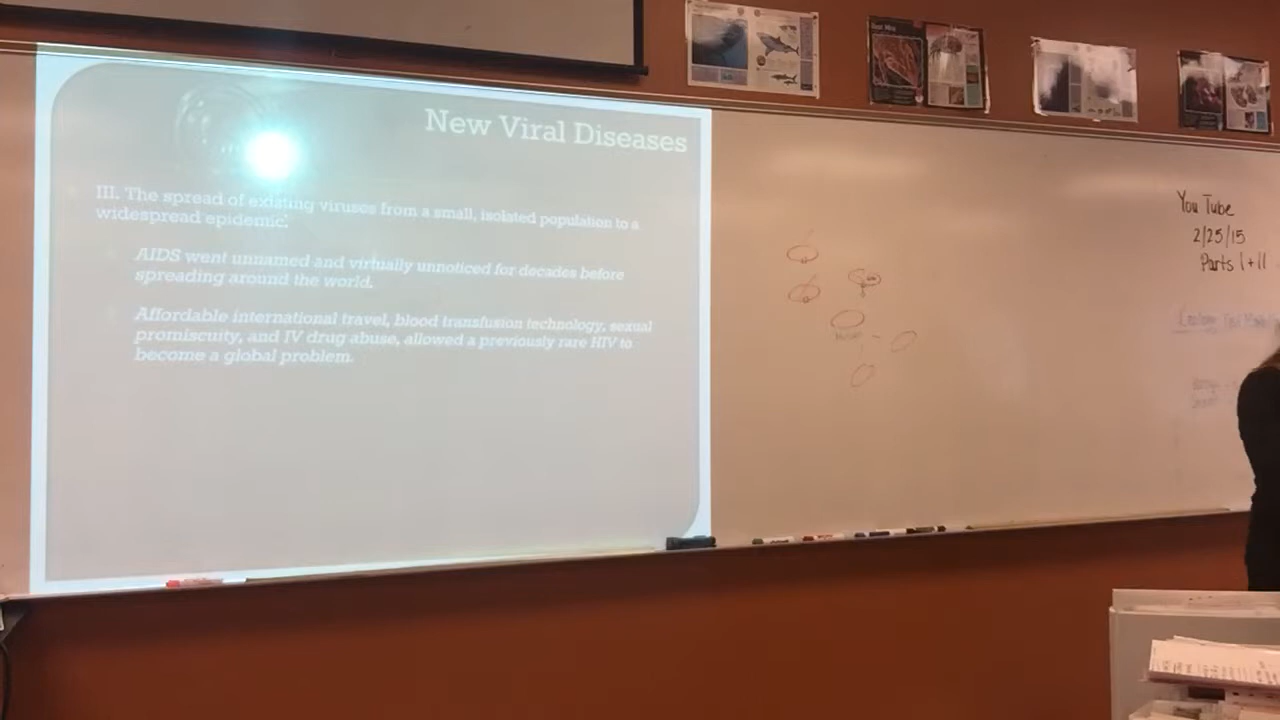 New Viral Diseases
III. The spread of existing viruses from a small, isolated population to a
widespread epidemic.
AIDS went unnamed and virtually unnoticed for decades before
spreading around the world.
Affordable international travel, blood transfusion technology, sexual
promiscuity, and IV drug abuse, allowed a previously rare HIV to
become a global problem.
You Tube
2/25/15
Parts I + II